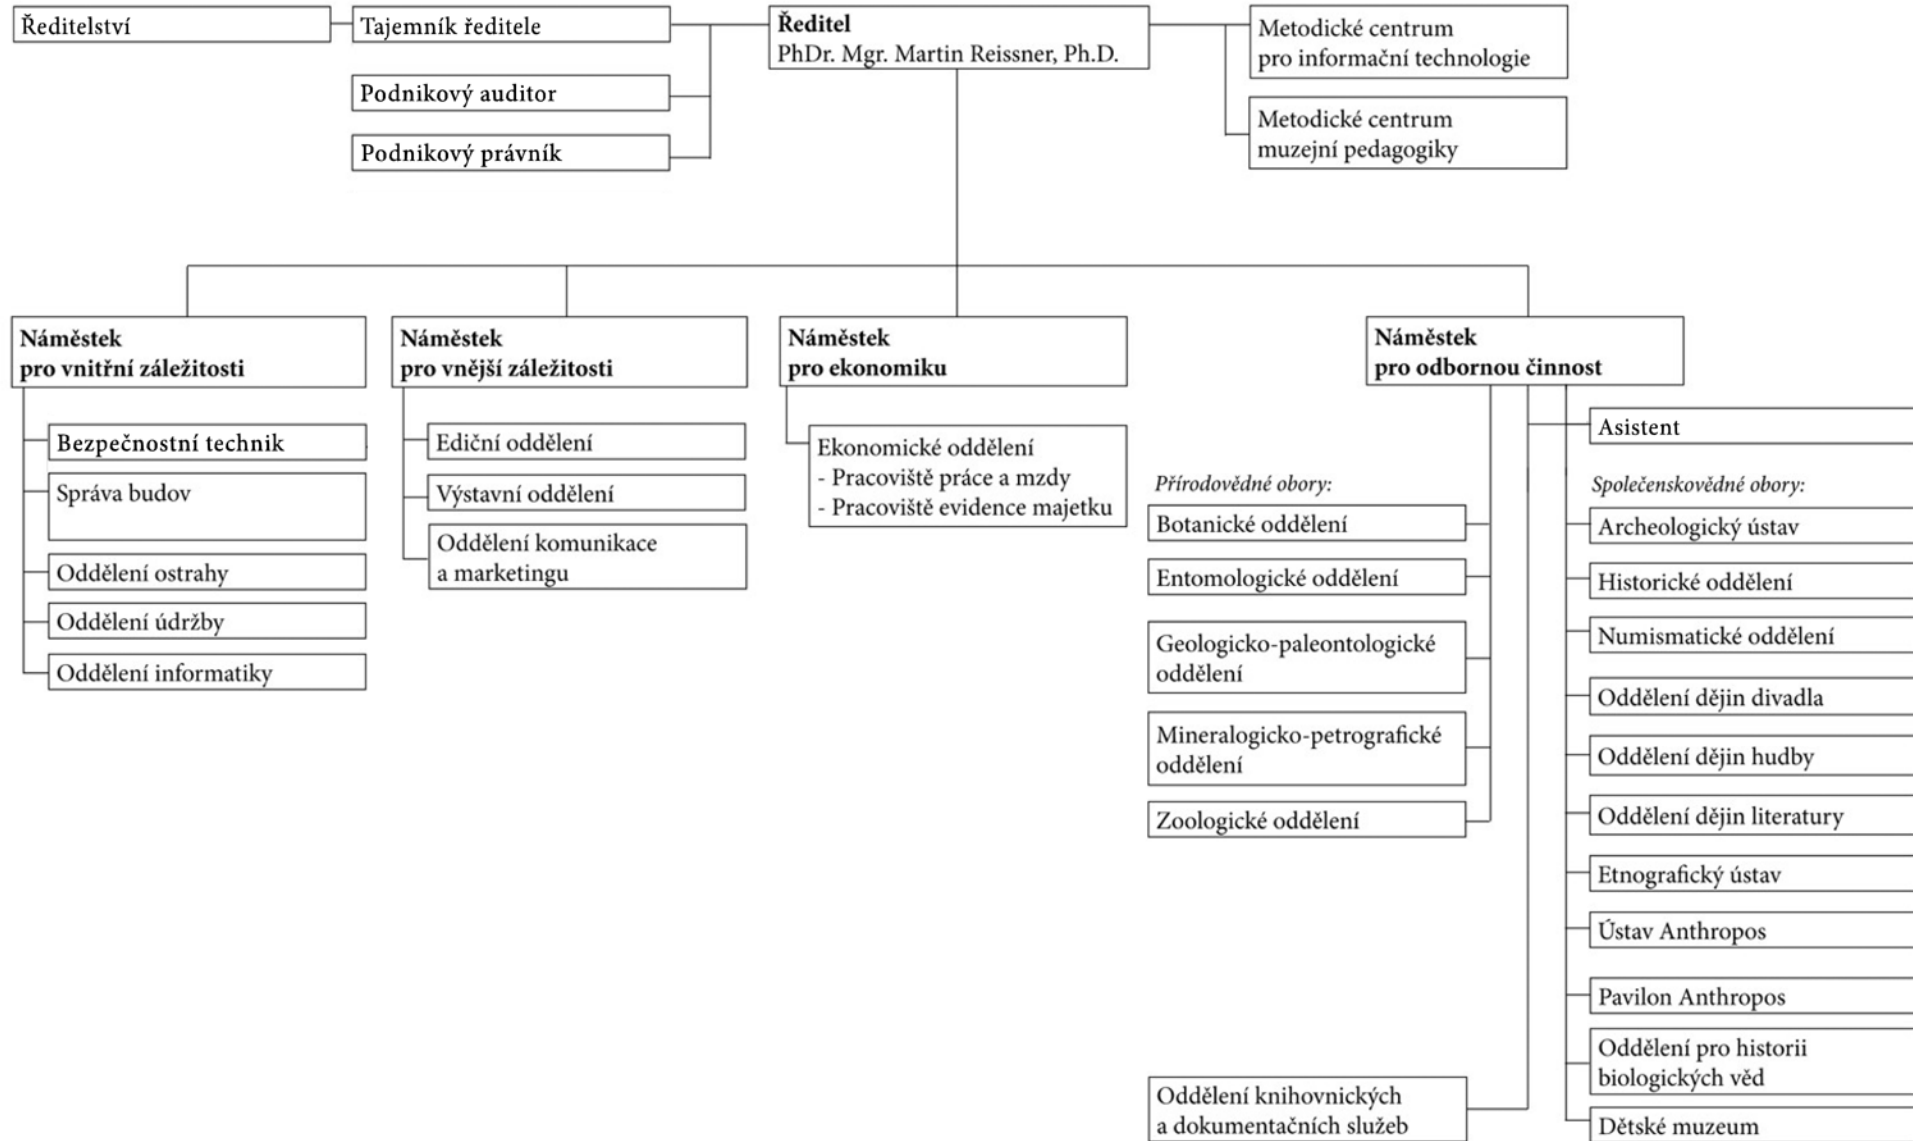 Ředitelství
Tajemník ředitele
Podnikový auditor
Podnikový právník
Ředitel
PhDr. Mgr. Martin Reissner, Ph.D.
Metodické centrum
pro informační technologie
Metodické centrum
muzejní pedagogiky
Náměstek
pro vnitřní záležitosti
Bezpečnostní technik
Správa budov
Oddělení ostrahy
Oddělení údržby
Oddělení informatiky
Náměstek
pro vnější záležitosti
Ediční oddělení
Výstavní oddělení
Oddělení komunikace
a marketingu
Náměstek
pro ekonomiku
Ekonomické oddělení
- Pracoviště práce a mzdy
- Pracoviště evidence majetku
Náměstek
pro odbornou činnost
Asistent
Přírodovědné obory:
Botanické oddělení
Entomologické oddělení
Geologicko-paleontologické
oddělení
Mineralogicko-petrografické
oddělení
Zoologické oddělení
Oddělení knihovnických
a dokumentačních služeb
Společenskovědné obory:
Archeologický ústav
Historické oddělení
Numismatické oddělení
Oddělení dějin divadla
Oddělení dějin hudby
Oddělení dějin literatury
Etnografický ústav
Ústav Anthropos
Pavilon Anthropos
Oddělení pro historii
biologických věd
Dětské muzeum